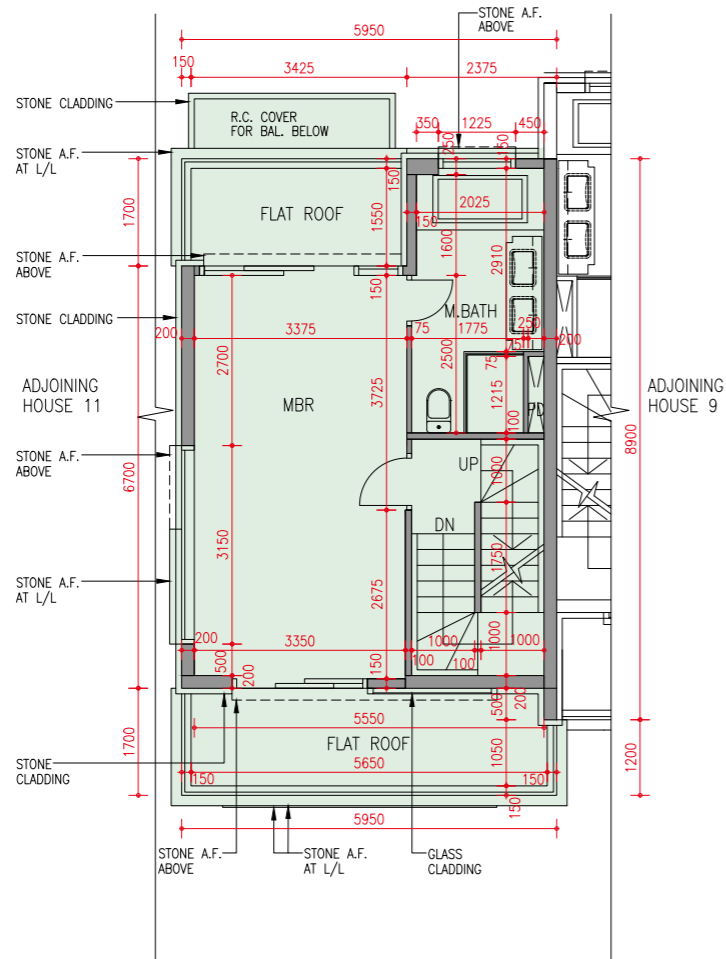 STONE A.F.
ABOVE
5950
150
3425
2375
STONE CLADDING
R.C. COVER
FOR BAL. BELOW
350
1225
450
STONE A.F.
AT L/L
250
150
1700
150
1550
FLAT ROOF
2025
150
1600
2910
STONE A.F.
ABOVE
150
M.BATH
STONE CLADDING
200
3375
75
1775
250
200
75
2700
3725
2500
75
1215
ADJOINING
HOUSE 11
MBR
ADJOINING
HOUSE 9
100
6700
8900
STONE A.F.
ABOVE
UP
1000
DN
3150
1750
STONE A.F.
AT L/L
2675
200
3350
1000
1000
1000
100
100
500
200
150
500
200
1700
5550
FLAT ROOF
1050
1200
STONE
CLADDING
5650
150
150
150
5950
STONE A.F.
ABOVE
STONE A.F.
AT L/L
GLASS
CLADDING